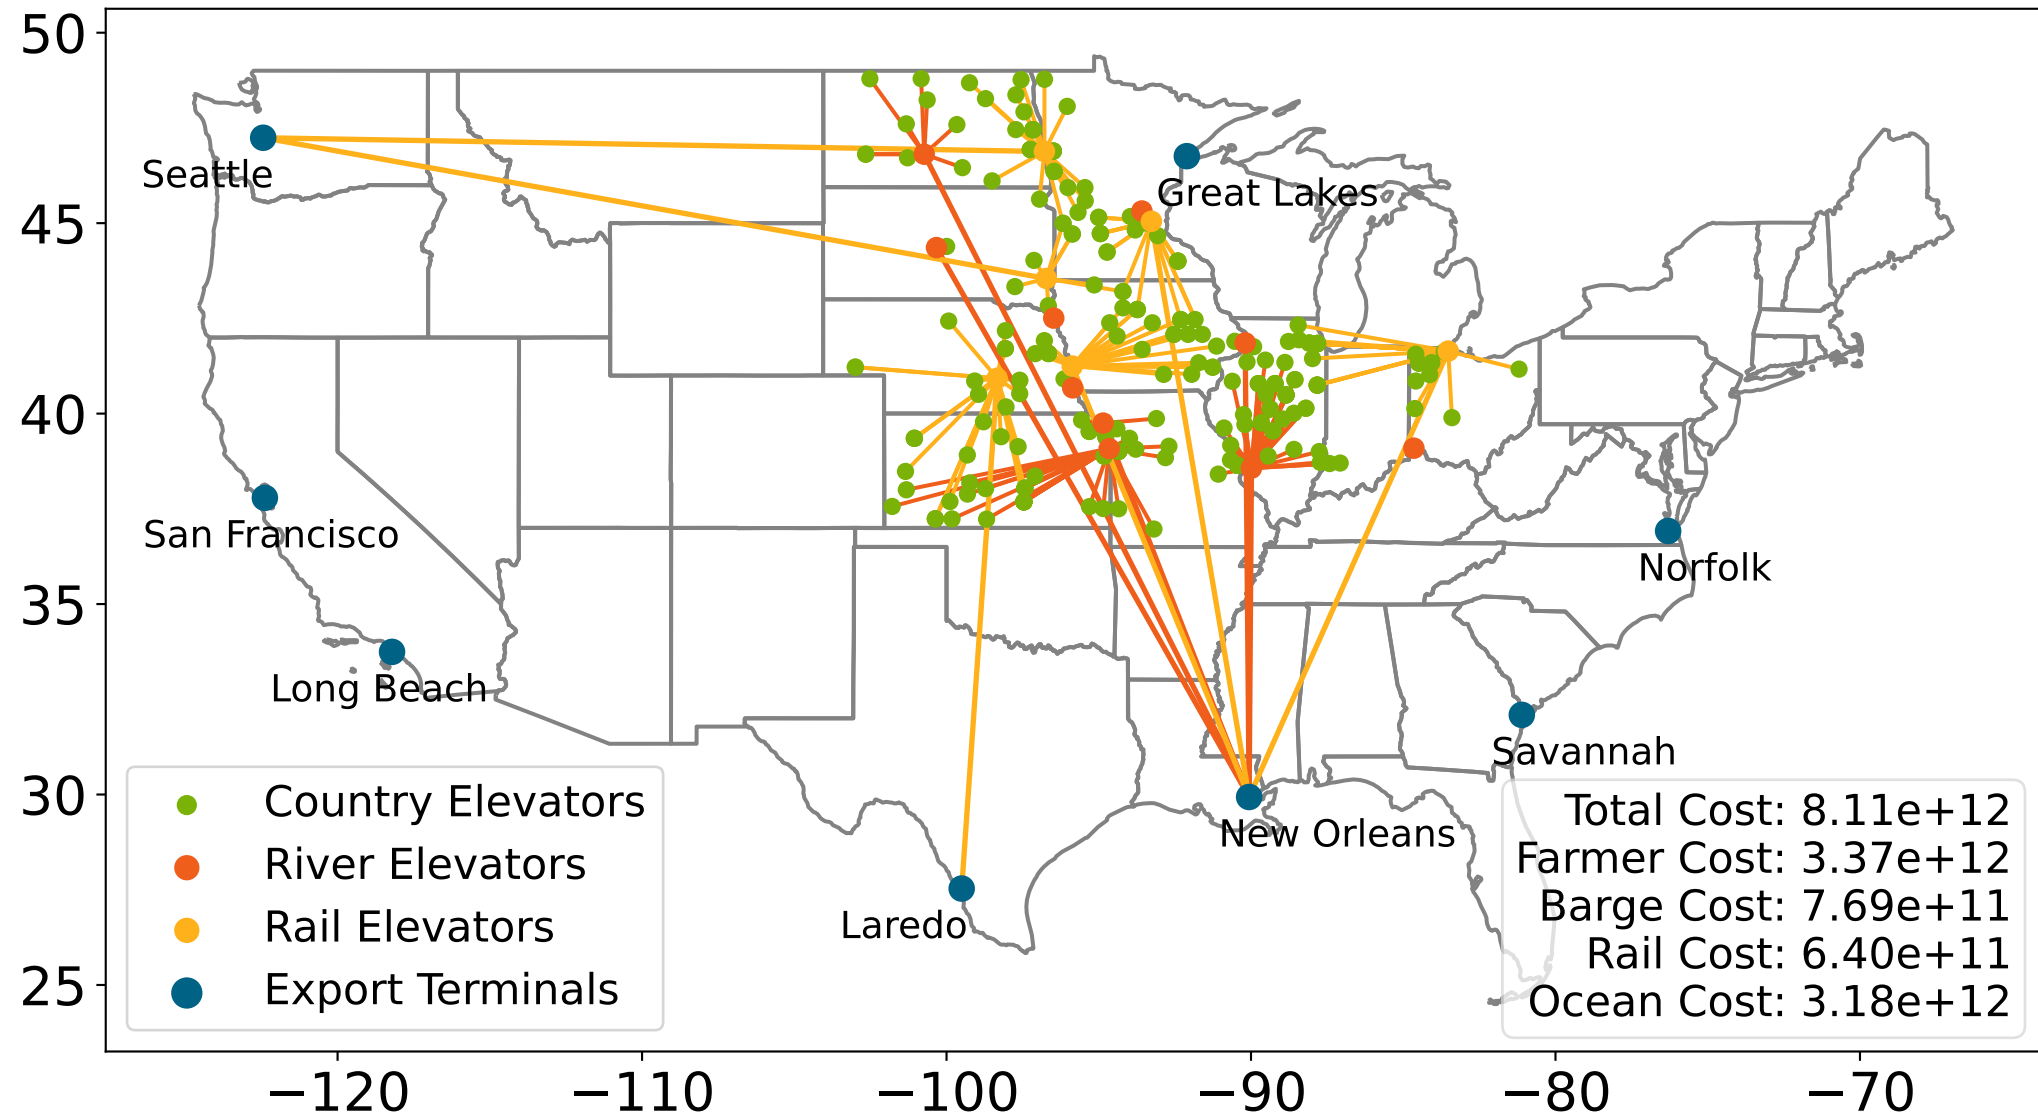 50
45
40
35
30
25
Seattle
Great Lakes
San Francisco
Norfolk
Long Beach
Savannah
New Orleans
Laredo
Country Elevators
River Elevators
Rail Elevators
Export Terminals
Total Cost: 8.11e+12
Farmer Cost: 3.37e+12
Barge Cost: 7.69e+11
Rail Cost: 6.40e+11
Ocean Cost: 3.18e+12
−120
−110
−100
−90
−80
−70